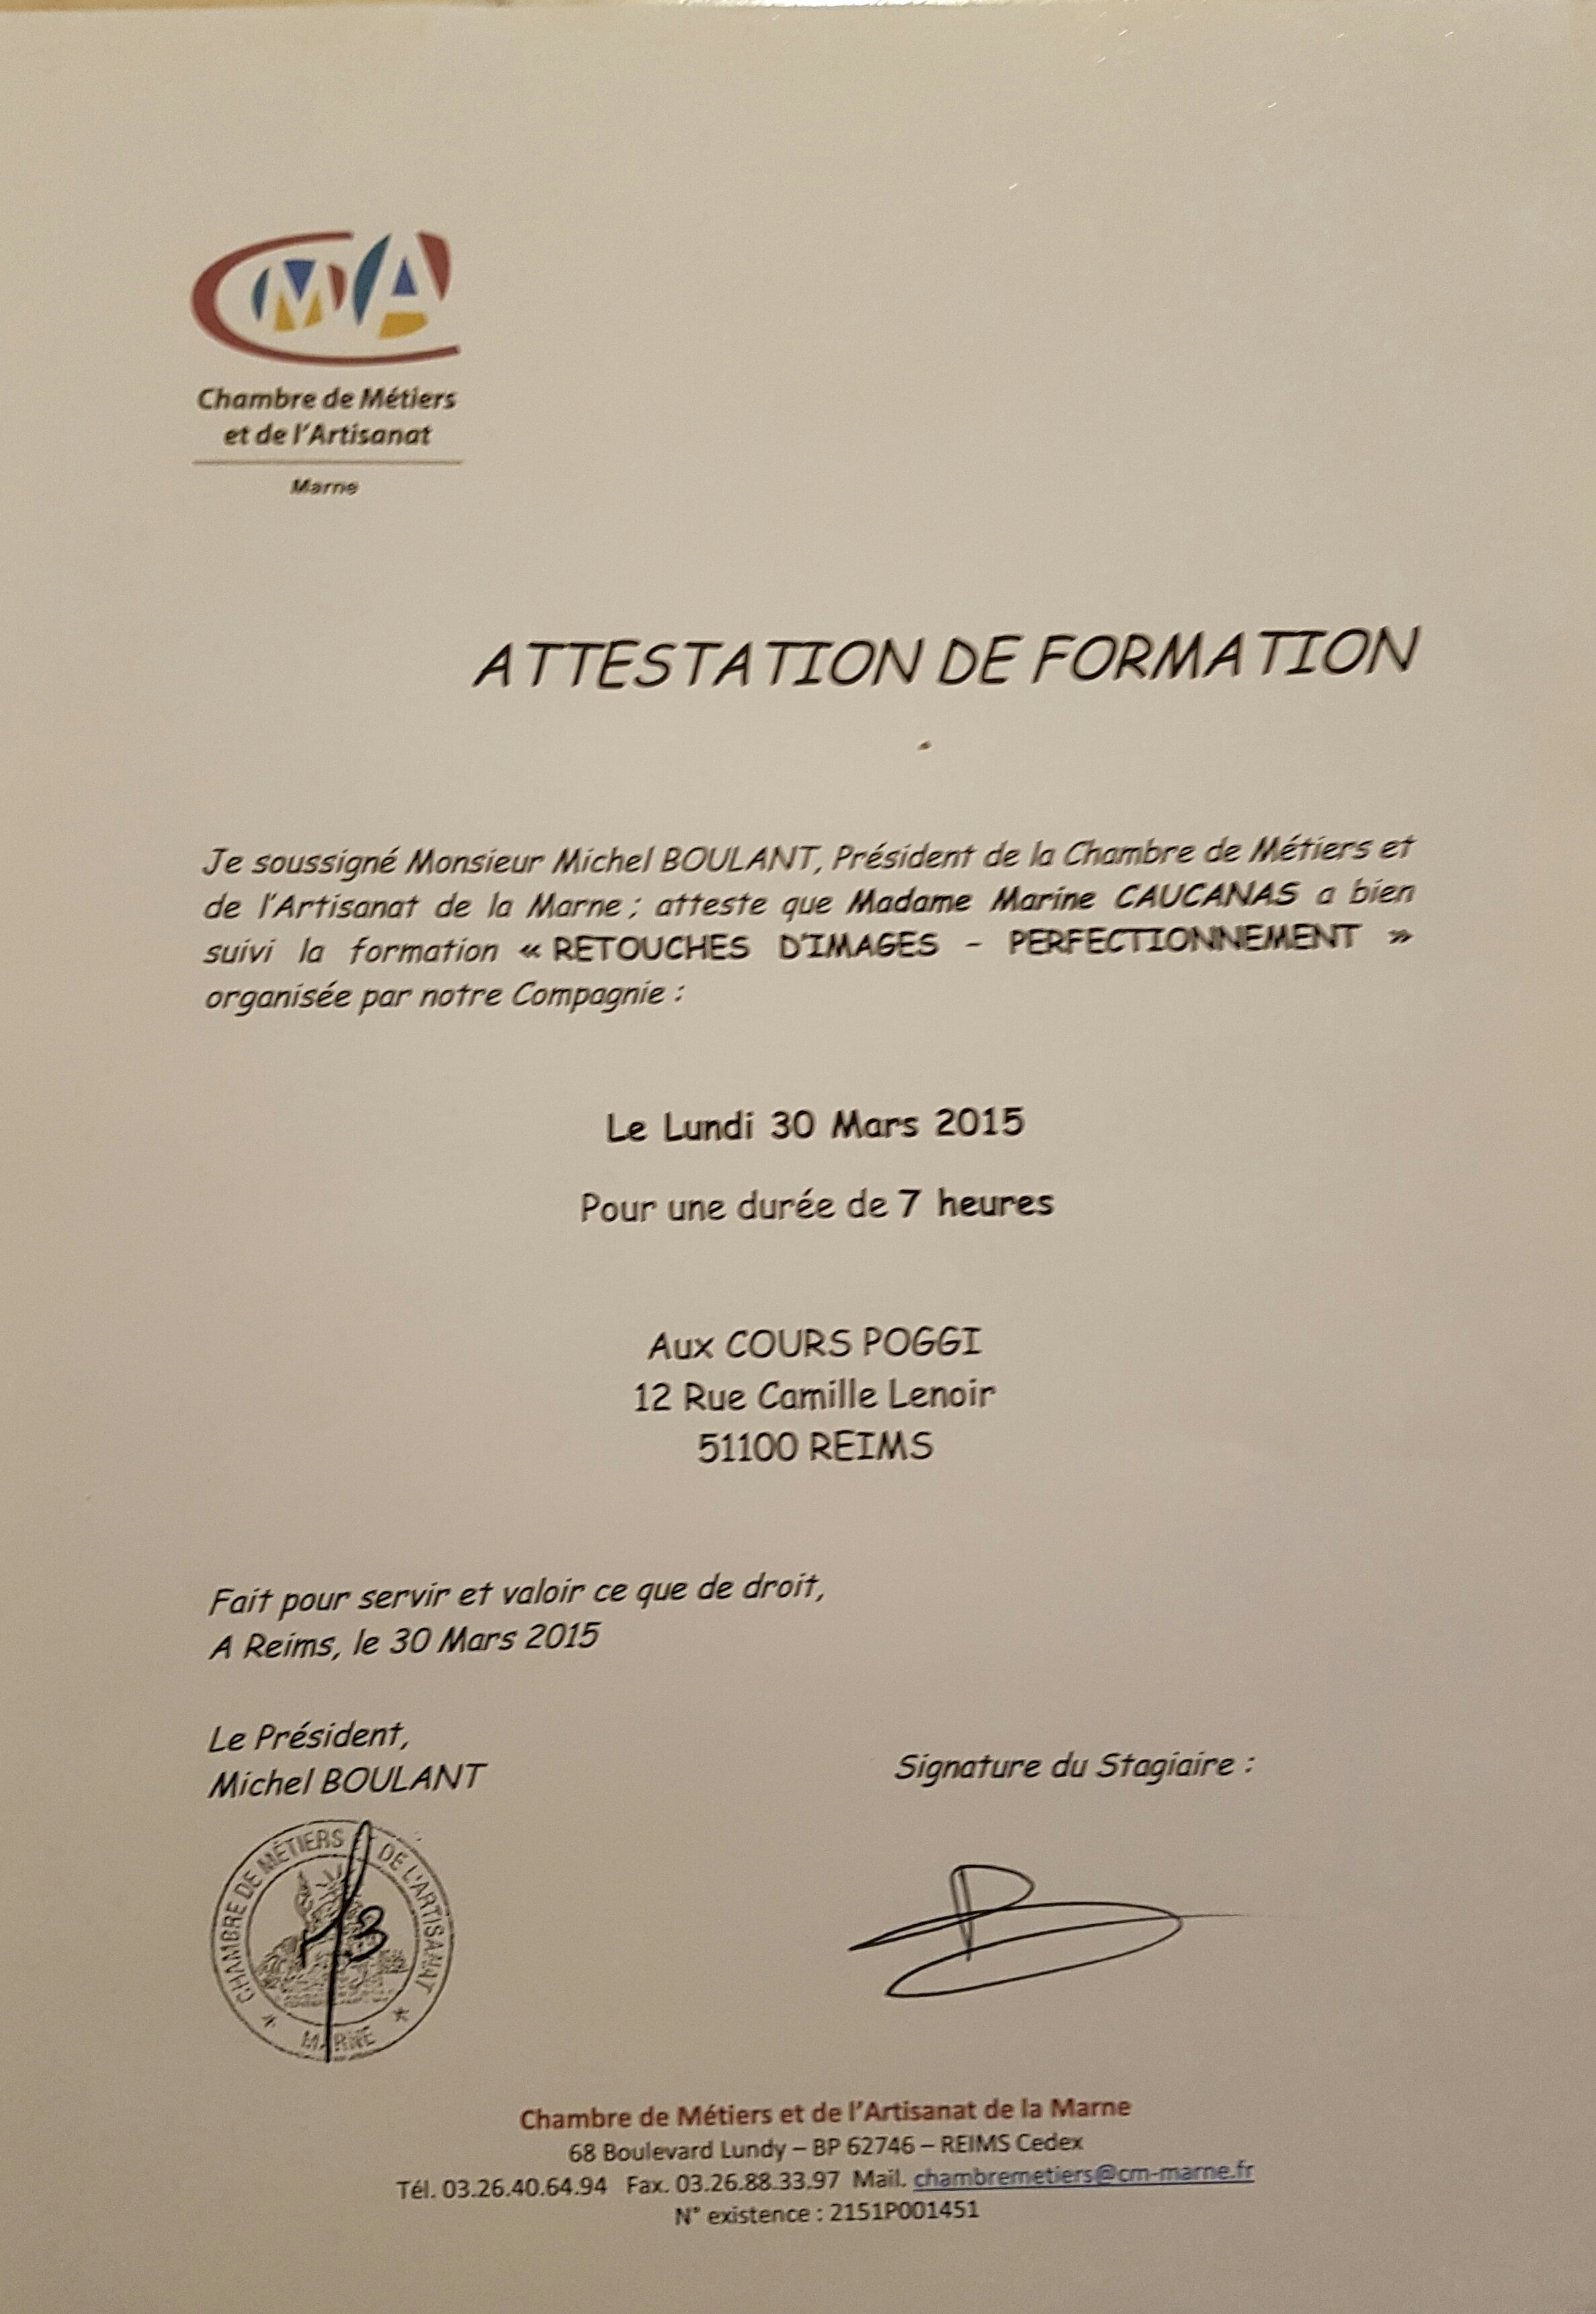 CMA
Chambre de Métiers
et de l'Artisanat
Marne
ATTESTATION DE FORMATION
Je soussigné Monsieur Michel BOULANT, Président de la Chambre de Métiers et
de l'Artisanat de la Marne ; atteste que Madame Marine CAUCANAS a bien
suivi la formation « RETOUCHES D'IMAGES - PERFECTIONNEMENT »
organisée par notre Compagnie :
Le Lundi 30 Mars 2015
Pour une durée de 7 heures
Aux COURS POGGI
12 Rue Camille Lenoir
51100 REIMS
Fait pour servir et valoir ce que de droit,
A Reims, le 30 Mars 2015
Le Président,
Michel BOULANT
Signature du Stagiaire :
CHAMBRE DE MÉTIERS ET DE L'ARTISANAT
* MARNE *
Chambre de Métiers et de l'Artisanat de la Marne
68 Boulevard Lundy – BP 62746 – REIMS Cedex
Tél. 03.26.40.64.94 Fax. 03.26.88.33.97 Mail. chambremetiers@cm-marne.fr
N° existence : 2151P001451